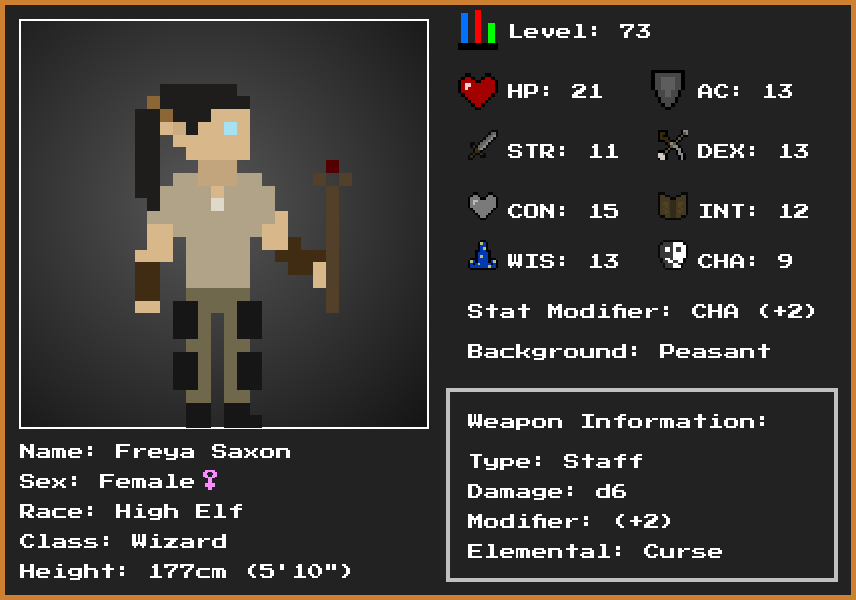 Level: 73
HP: 21 AC: 13
STR: 11 DEX: 13
CON: 15 INT: 12
WIS: 13 CHA: 9
Stat Modifier: CHA (+2)
Background: Peasant
Weapon Information:
Type: Staff
Damage: d6
Modifier: (+2)
Elemental: Curse
Name: Freya Saxon
Sex: Female♀
Race: High Elf
Class: Wizard
Height: 177cm (5'10")